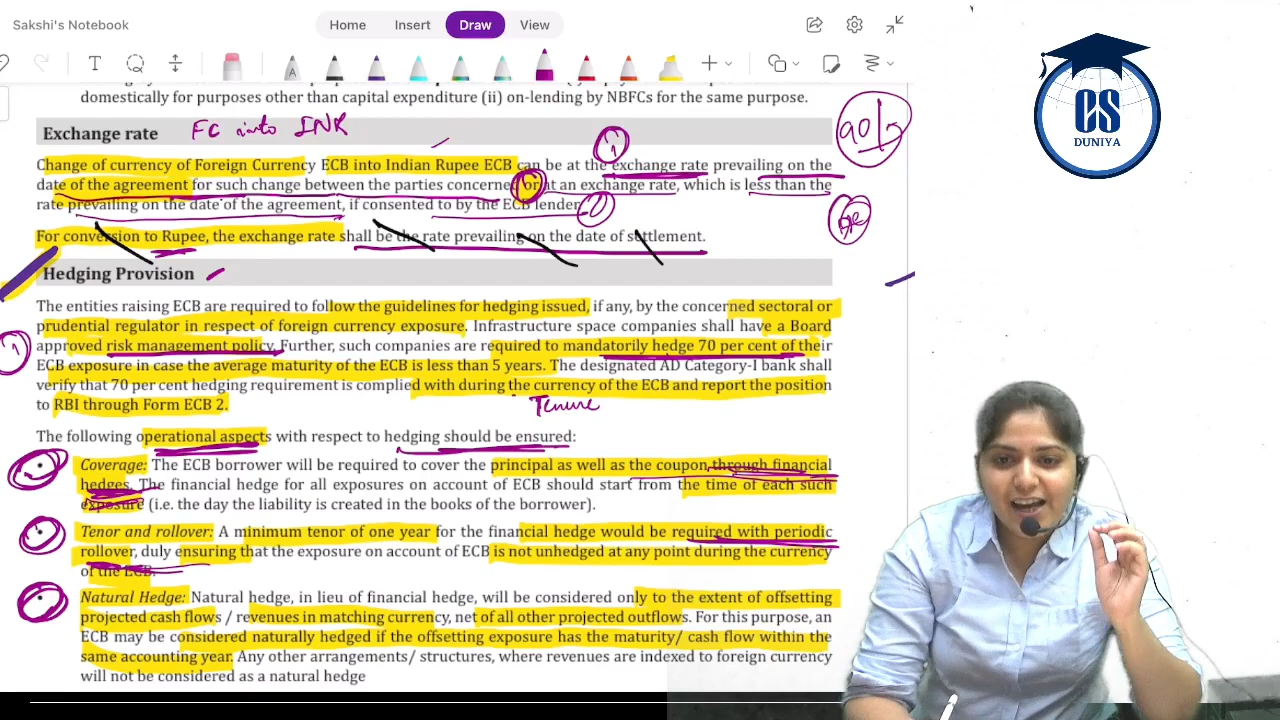 Sakshi's Notebook
Home Insert Draw View
domestically for purposes other than capital expenditure (ii) on-lending by NBFCs for the same purpose.
Exchange rate FC into INR
Change of currency of Foreign Currency ECB into Indian Rupee ECB can be at the exchange rate prevailing on the
date of the agreement for such change between the parties concerned or at an exchange rate, which is less than the
rate prevailing on the date of the agreement, if consented to by the ECB lender.
For conversion to Rupee, the exchange rate shall be the rate prevailing on the date of settlement.
Hedging Provision
The entities raising ECB are required to follow the guidelines for hedging issued, if any, by the concerned sectoral or
prudential regulator in respect of foreign currency exposure. Infrastructure space companies shall have a Board
approved risk management policy. Further, such companies are required to mandatorily hedge 70 per cent of their
ECB exposure in case the average maturity of the ECB is less than 5 years. The designated AD Category-I bank shall
verify that 70 per cent hedging requirement is complied with during the currency of the ECB and report the position
to RBI through Form ECB 2.
Tenure
The following operational aspects with respect to hedging should be ensured:
Coverage: The ECB borrower will be required to cover the principal as well as the coupon through financial
hedges. The financial hedge for all exposures on account of ECB should start from the time of each such
exposure (i.e. the day the liability is created in the books of the borrower).
Tenor and rollover: A minimum tenor of one year for the financial hedge would be required with periodic
rollover, duly ensuring that the exposure on account of ECB is not unhedged at any point during the currency
of the ECB.
Natural Hedge: Natural hedge, in lieu of financial hedge, will be considered only to the extent of offsetting
projected cash flows / revenues in matching currency, net of all other projected outflows. For this purpose, an
ECB may be considered naturally hedged if the offsetting exposure has the maturity/ cash flow within the
same accounting year. Any other arrangements/ structures, where revenues are indexed to foreign currency
will not be considered as a natural hedge
CS
DUNIYA